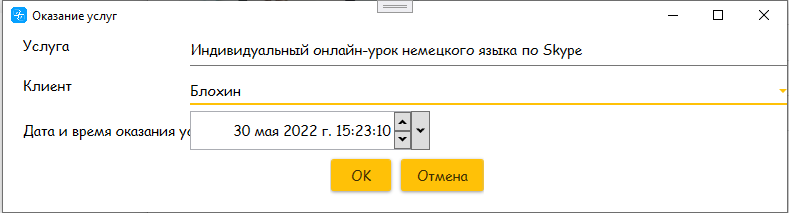 Оказание услуг
Услуга
Индивидуальный онлайн-урок немецкого языка по Skype
Клиент
Блохин
Дата и время оказания ус
30 мая 2022 г. 15:23:10
OK
Отмена